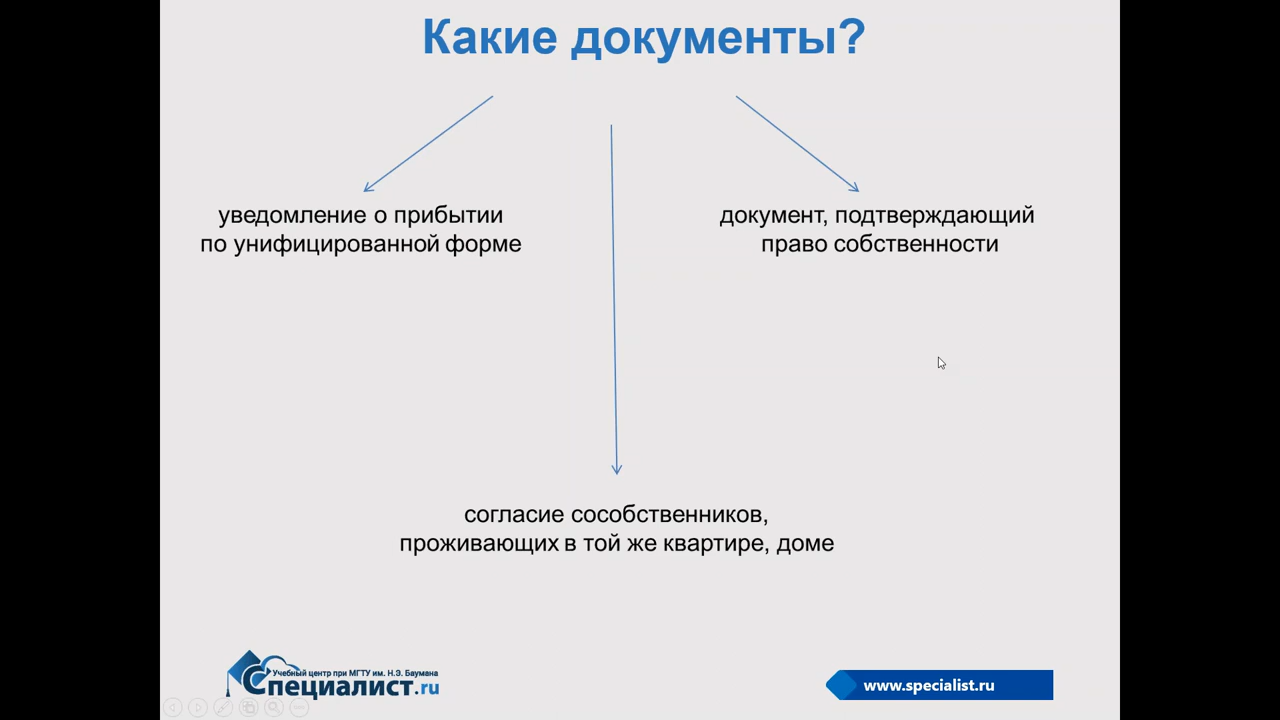 Какие документы?
уведомление о прибытии
по унифицированной форме
документ, подтверждающий
право собственности
согласие сособственников,
проживающих в той же квартире, доме
Учебный центр при МГТУ им. Н.Э. Баумана
Специалист.ru
www.specialist.ru